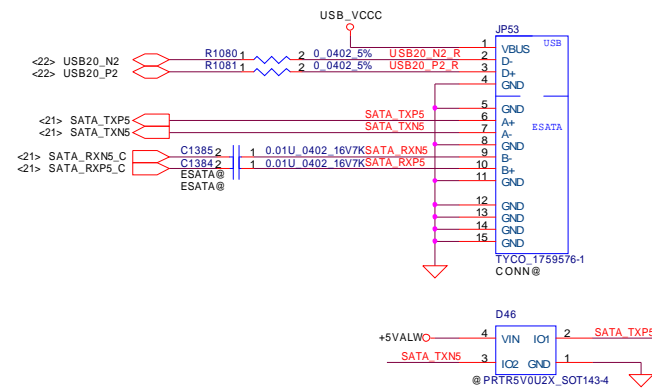 USB_VCCC
JP53
<22> USB20_N2 R1080 1 2 0_0402_5% USB20_N2_R 1 VBUS USB
<22> USB20_P2 R1081 1 2 0_0402_5% USB20_P2_R 2 D-
3 D+
4 GND
5 GND
<21> SATA_TXP5 SATA_TXP5 6 A+ ESATA
<21> SATA_TXN5 SATA_TXN5 7 A-
8 GND
<21> SATA_RXN5_C C1385 2 1 0.01U_0402_16V7K SATA_RXN5 9 B-
<21> SATA_RXP5_C C1384 2 1 0.01U_0402_16V7K SATA_RXP5 10 B+
ESATA@ 11 GND
ESATA@
12 GND
13 GND
14 GND
15 GND
TYCO_1759576-1
CONN@
D46
+5VALW 4 VIN IO1 2 SATA_TXP5
SATA_TXN5 3 IO2 GND 1
@ PRTR5V0U2X_SOT143-4